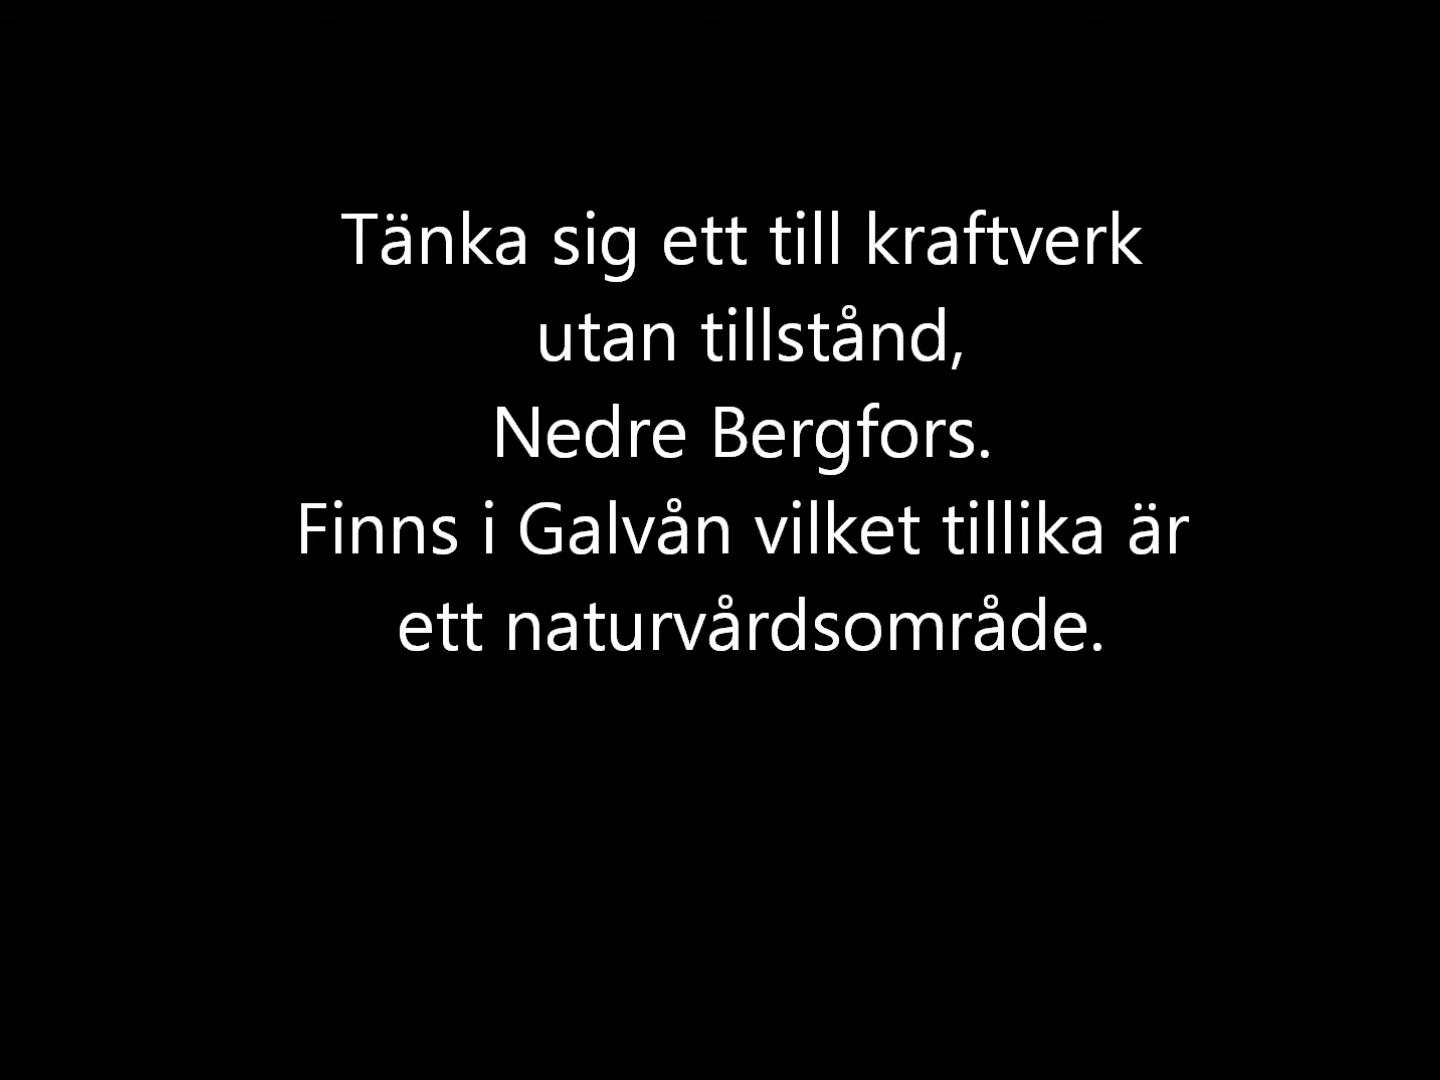 Tänka sig ett till kraftverk
utan tillstånd,
Nedre Bergfors.
Finns i Galvån vilket tillika är
ett naturvårdsområde.